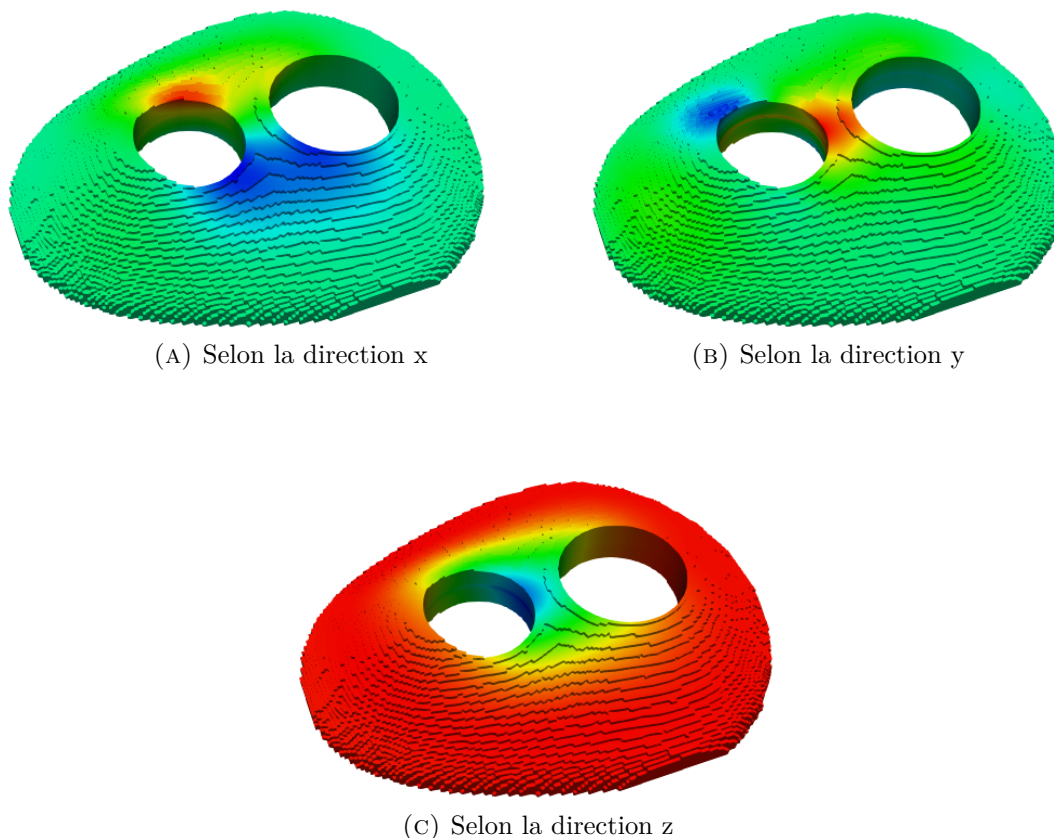 (A) Selon la direction x
(B) Selon la direction y
(C) Selon la direction z